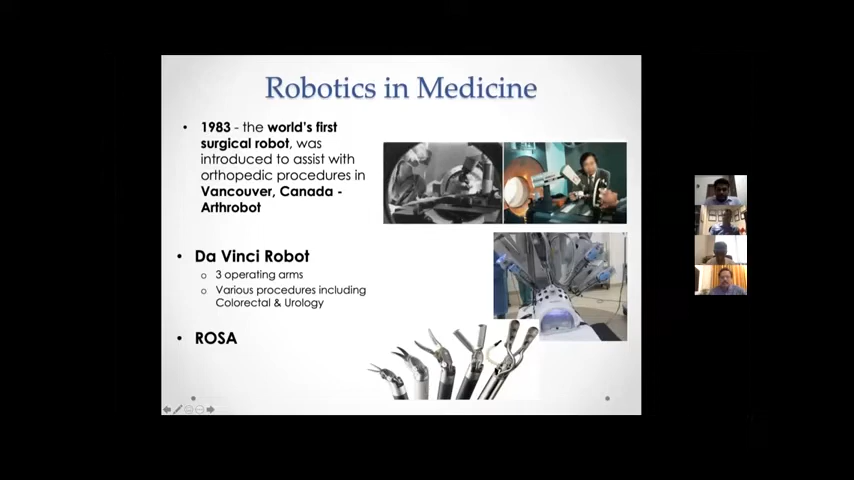 Robotics in Medicine
• 1983 - the world's first
surgical robot, was
introduced to assist with
orthopedic procedures in
Vancouver, Canada -
Arthrobot
• Da Vinci Robot
o 3 operating arms
o Various procedures including
Colorectal & Urology
• ROSA